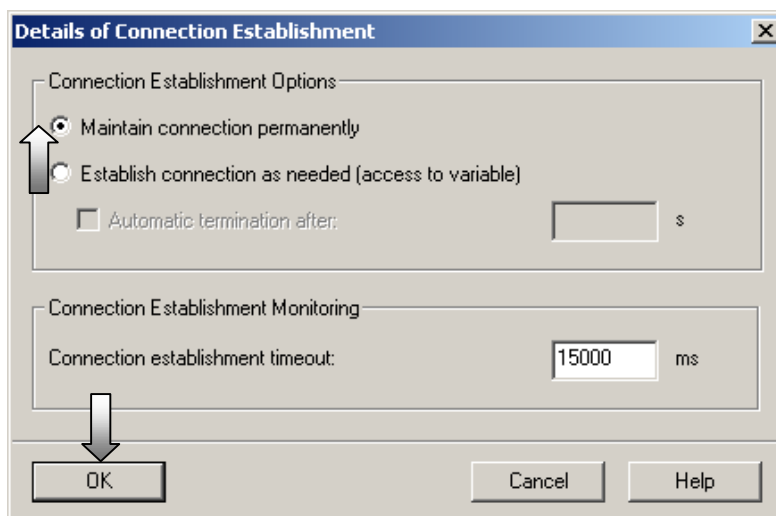 Details of Connection Establishment
Connection Establishment Options
Maintain connection permanently
Establish connection as needed (access to variable)
Automatic termination after: s
Connection Establishment Monitoring
Connection establishment timeout: 15000 ms
OK Cancel Help